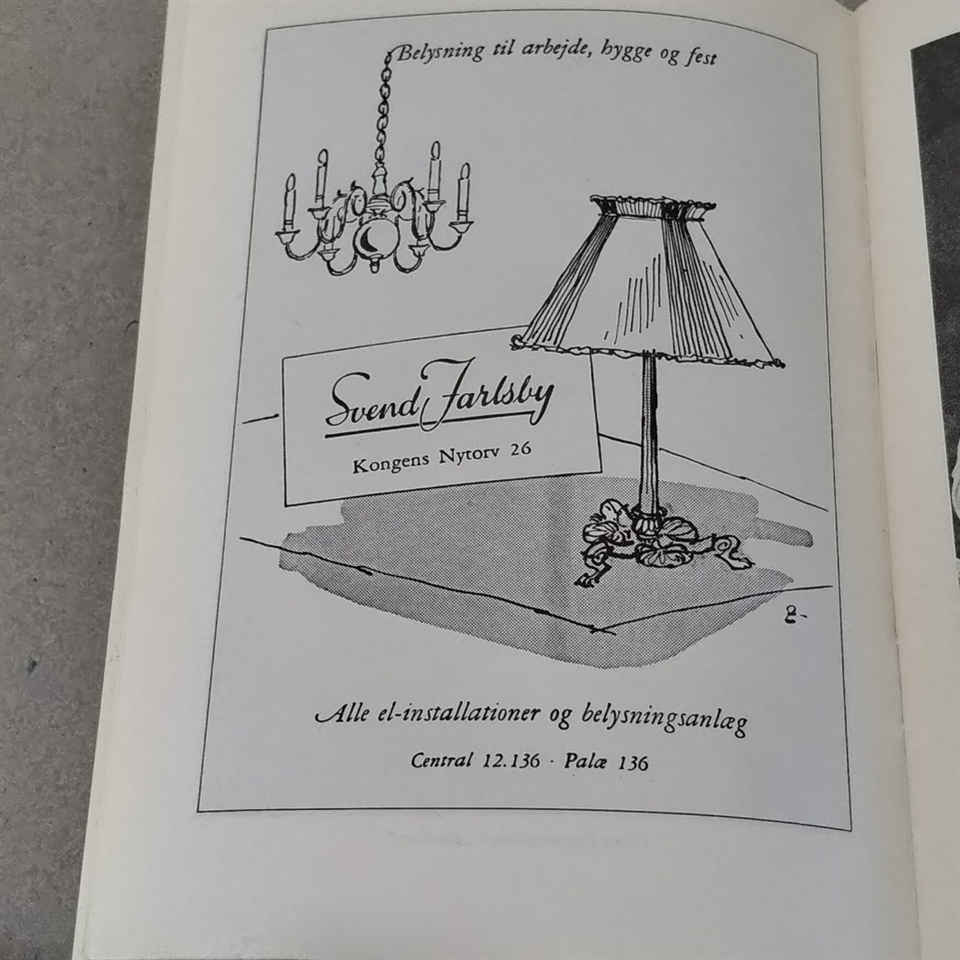 Belysning til arbejde, hygge og fest
Svend Jarlsby
Kongens Nytorv 26
Alle el-installationer og belysningsanlæg
Central 12.136 · Palæ 136